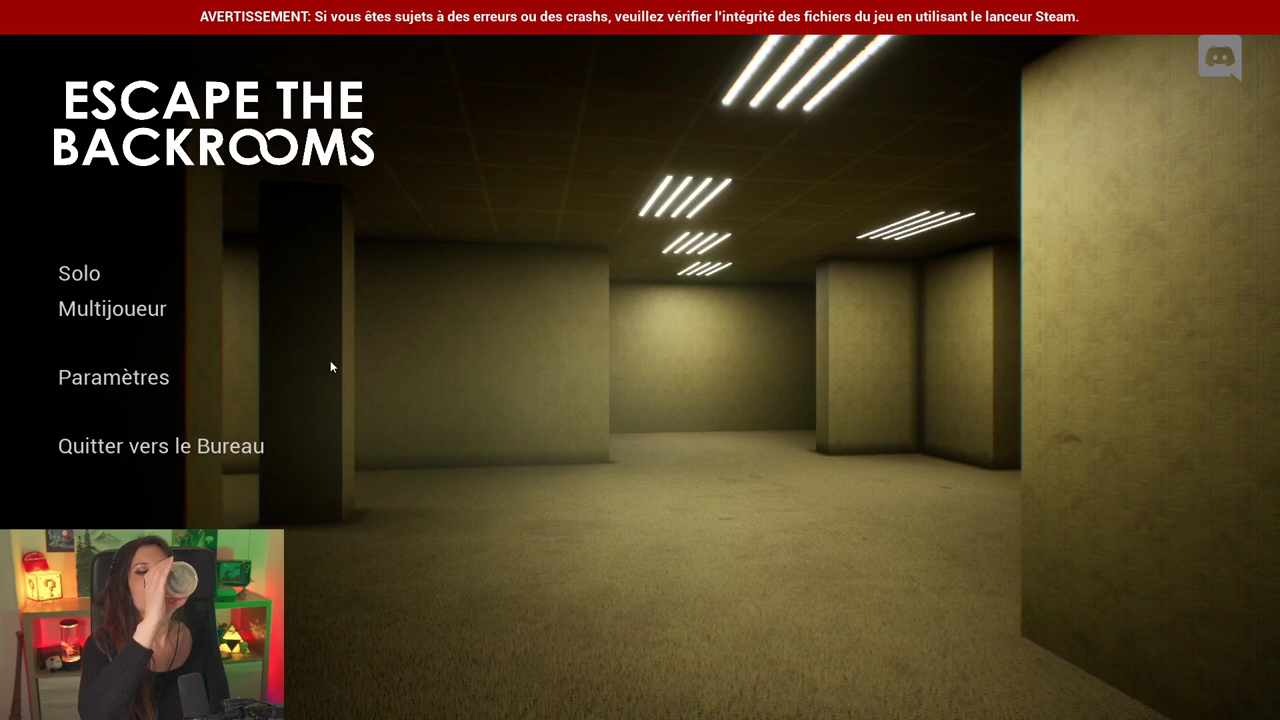 AVERTISSEMENT: Si vous êtes sujets à des erreurs ou des crashs, veuillez vérifier l'intégrité des fichiers du jeu en utilisant le lanceur Steam.
ESCAPE THE
BACKROOMS
Solo
Multijoueur
Paramètres
Quitter vers le Bureau